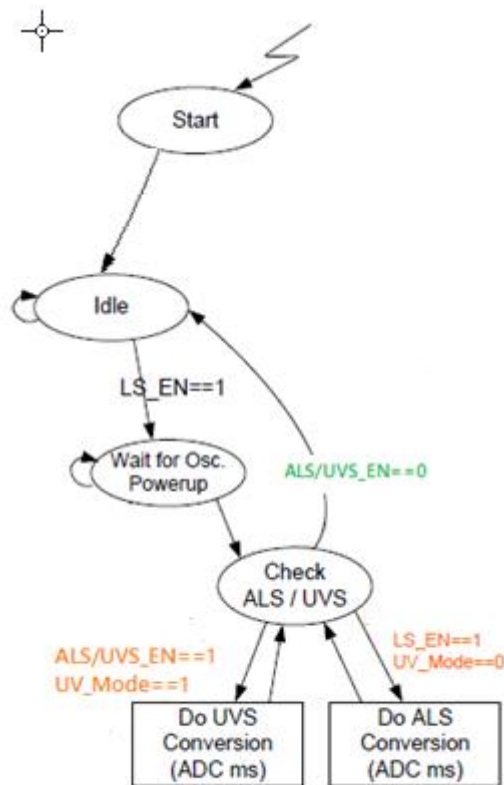 Start
Idle
LS_EN==1
Wait for Osc.
Powerup
ALS/UVS_EN==0
Check
ALS / UVS
ALS/UVS_EN==1
UV_Mode==1
LS_EN==1
UV_Mode==0
Do UVS
Conversion
(ADC ms)
Do ALS
Conversion
(ADC ms)